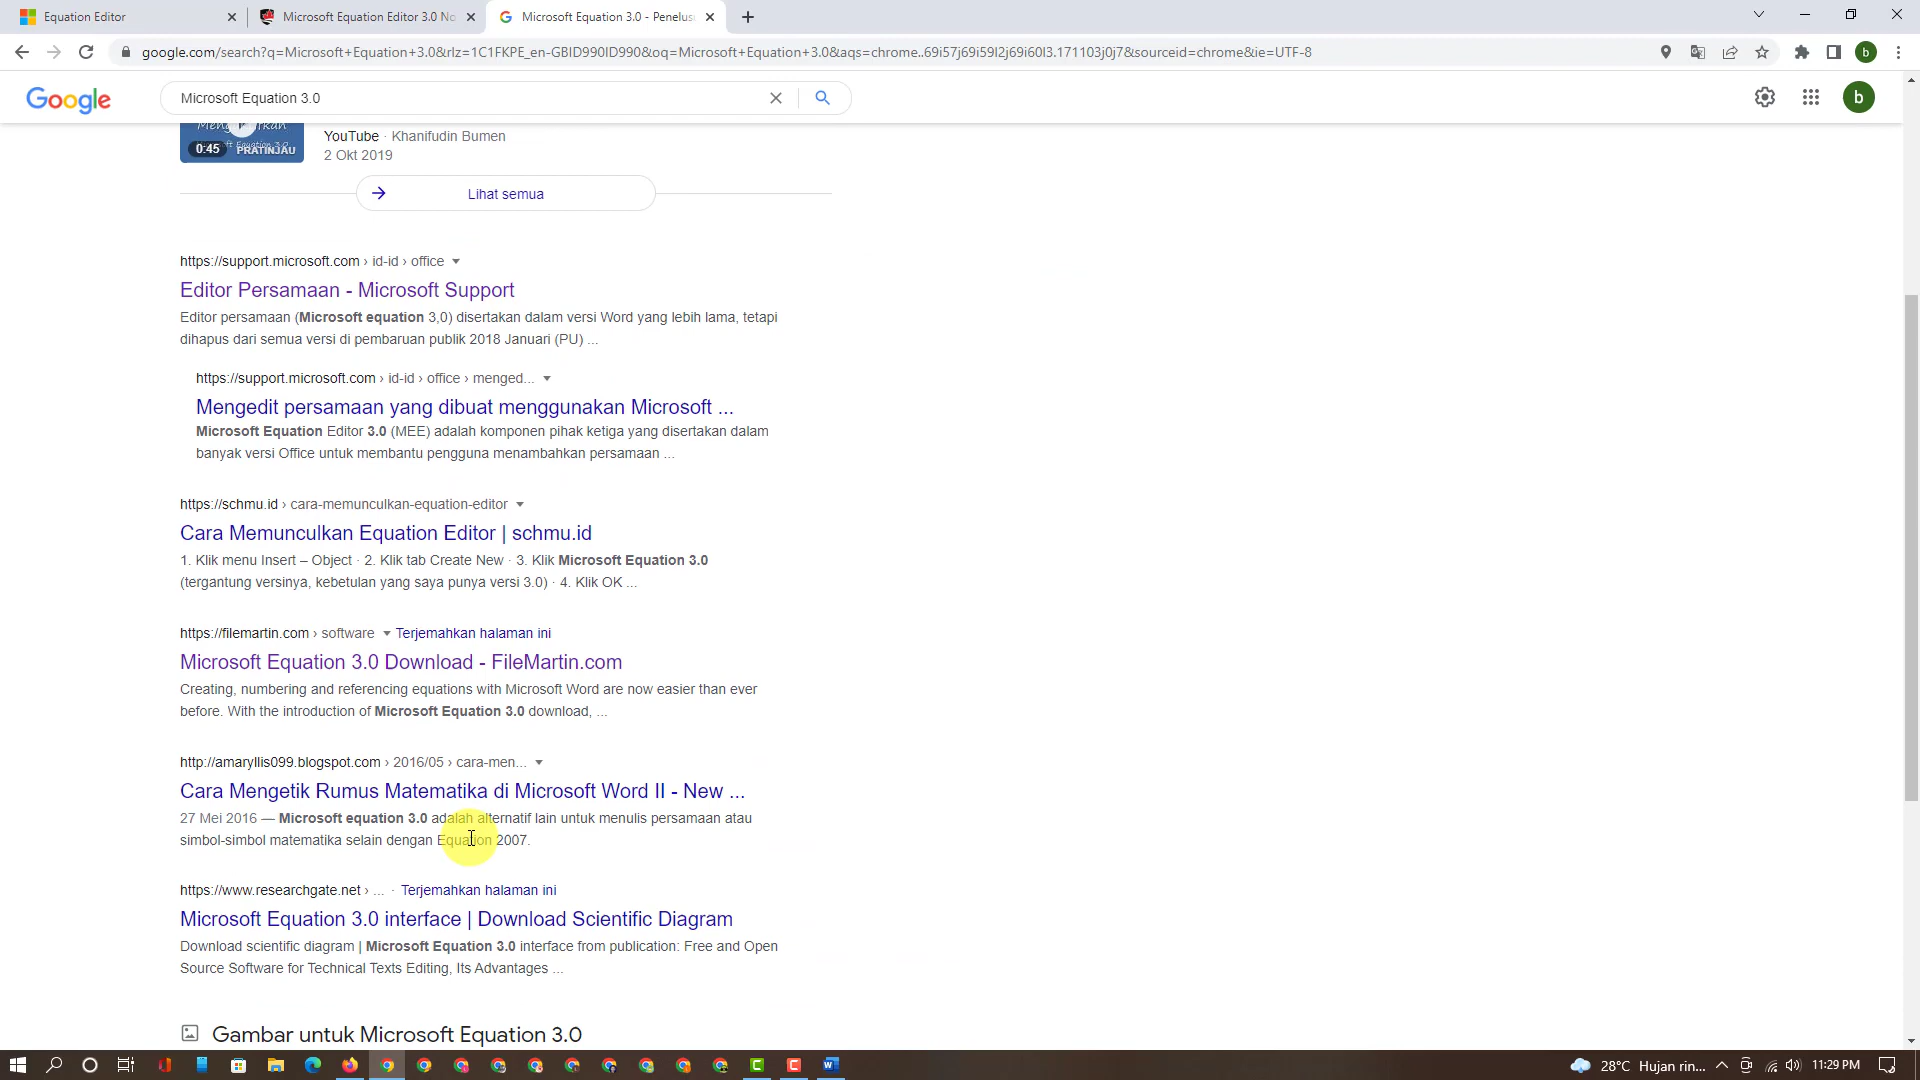 Equation Editor
Microsoft Equation Editor 3.0 No
Microsoft Equation 3.0 - Penelus
google.com/search?q=Microsoft+Equation+3.0&rlz=1C1FKPE_en-GBID990ID990&oq=Microsoft+Equation+3.0&aqs=chrome..69i57j69i59l2j69i60l3.171103j0j7&sourceid=chrome&ie=UTF-8
b
Google
Microsoft Equation 3.0
b
0:45 PRATINJAU
YouTube · Khanifudin Bumen
2 Okt 2019
Lihat semua
https://support.microsoft.com › id-id › office
Editor Persamaan - Microsoft Support
Editor persamaan (Microsoft equation 3,0) disertakan dalam versi Word yang lebih lama, tetapi
dihapus dari semua versi di pembaruan publik 2018 Januari (PU) ...
https://support.microsoft.com › id-id › office › menged...
Mengedit persamaan yang dibuat menggunakan Microsoft ...
Microsoft Equation Editor 3.0 (MEE) adalah komponen pihak ketiga yang disertakan dalam
banyak versi Office untuk membantu pengguna menambahkan persamaan ...
https://schmu.id › cara-memunculkan-equation-editor
Cara Memunculkan Equation Editor | schmu.id
1. Klik menu Insert – Object · 2. Klik tab Create New · 3. Klik Microsoft Equation 3.0
(tergantung versinya, kebetulan yang saya punya versi 3.0) · 4. Klik OK ...
https://filemartin.com › software Terjemahkan halaman ini
Microsoft Equation 3.0 Download - FileMartin.com
Creating, numbering and referencing equations with Microsoft Word are now easier than ever
before. With the introduction of Microsoft Equation 3.0 download, ...
http://amaryllis099.blogspot.com › 2016/05 › cara-men...
Cara Mengetik Rumus Matematika di Microsoft Word II - New ...
27 Mei 2016 — Microsoft equation 3.0 adalah alternatif lain untuk menulis persamaan atau
simbol-simbol matematika selain dengan Equation 2007.
https://www.researchgate.net › ... · Terjemahkan halaman ini
Microsoft Equation 3.0 interface | Download Scientific Diagram
Download scientific diagram | Microsoft Equation 3.0 interface from publication: Free and Open
Source Software for Technical Texts Editing, Its Advantages ...
Gambar untuk Microsoft Equation 3.0
28°C Hujan rin... 11:29 PM